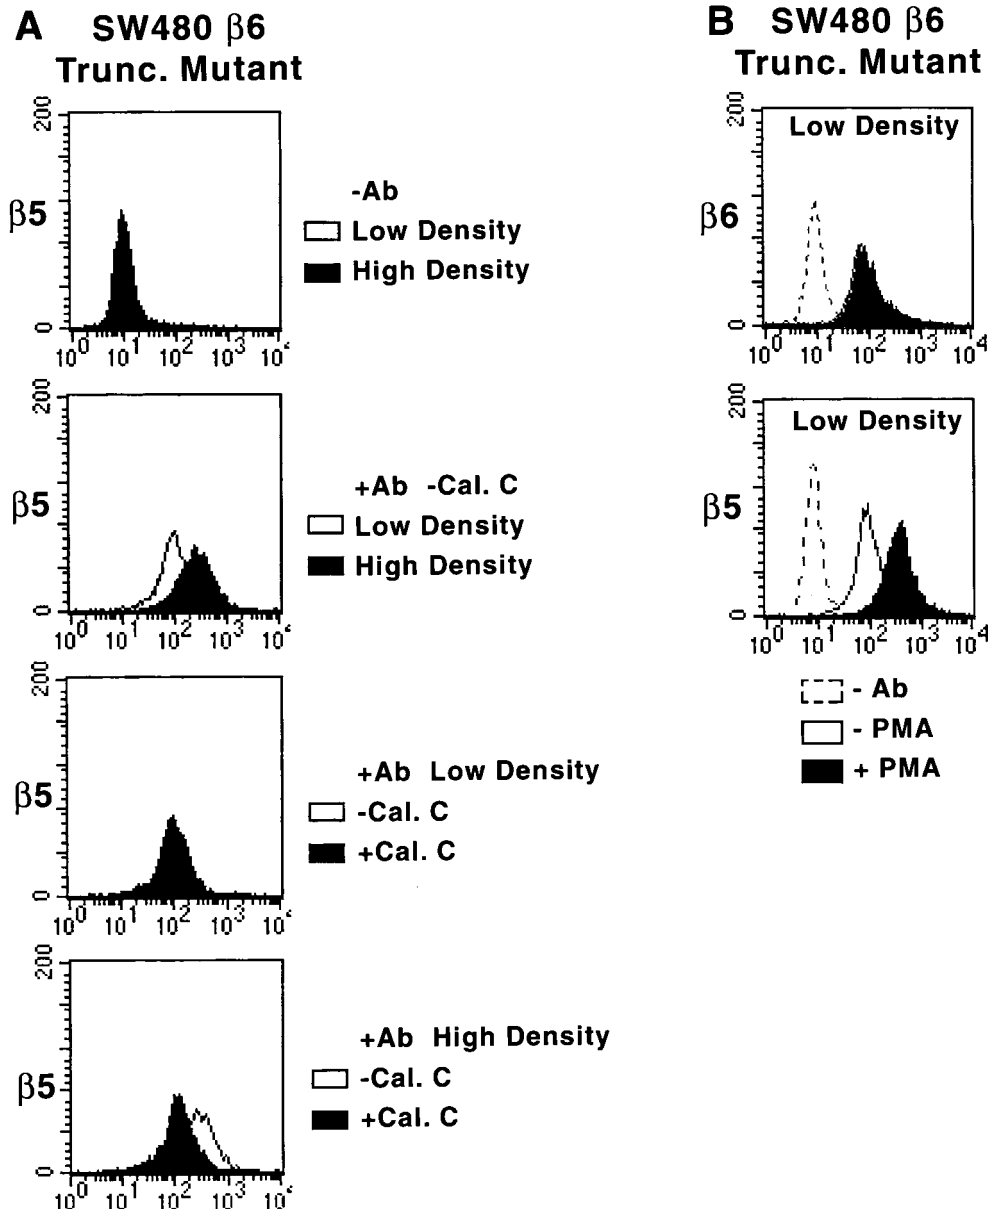 A SW480 β6
Trunc. Mutant
200
β5
0
10^0 10^1 10^2 10^3 10^4
-Ab
Low Density
High Density
200
β5
0
10^0 10^1 10^2 10^3 10^4
+Ab -Cal. C
Low Density
High Density
200
β5
0
10^0 10^1 10^2 10^3 10^4
+Ab Low Density
-Cal. C
+Cal. C
200
β5
0
10^0 10^1 10^2 10^3 10^4
+Ab High Density
-Cal. C
+Cal. C
B SW480 β6
Trunc. Mutant
200
Low Density
β6
0
10^0 10^1 10^2 10^3 10^4
200
Low Density
β5
0
10^0 10^1 10^2 10^3 10^4
- Ab
- PMA
+ PMA